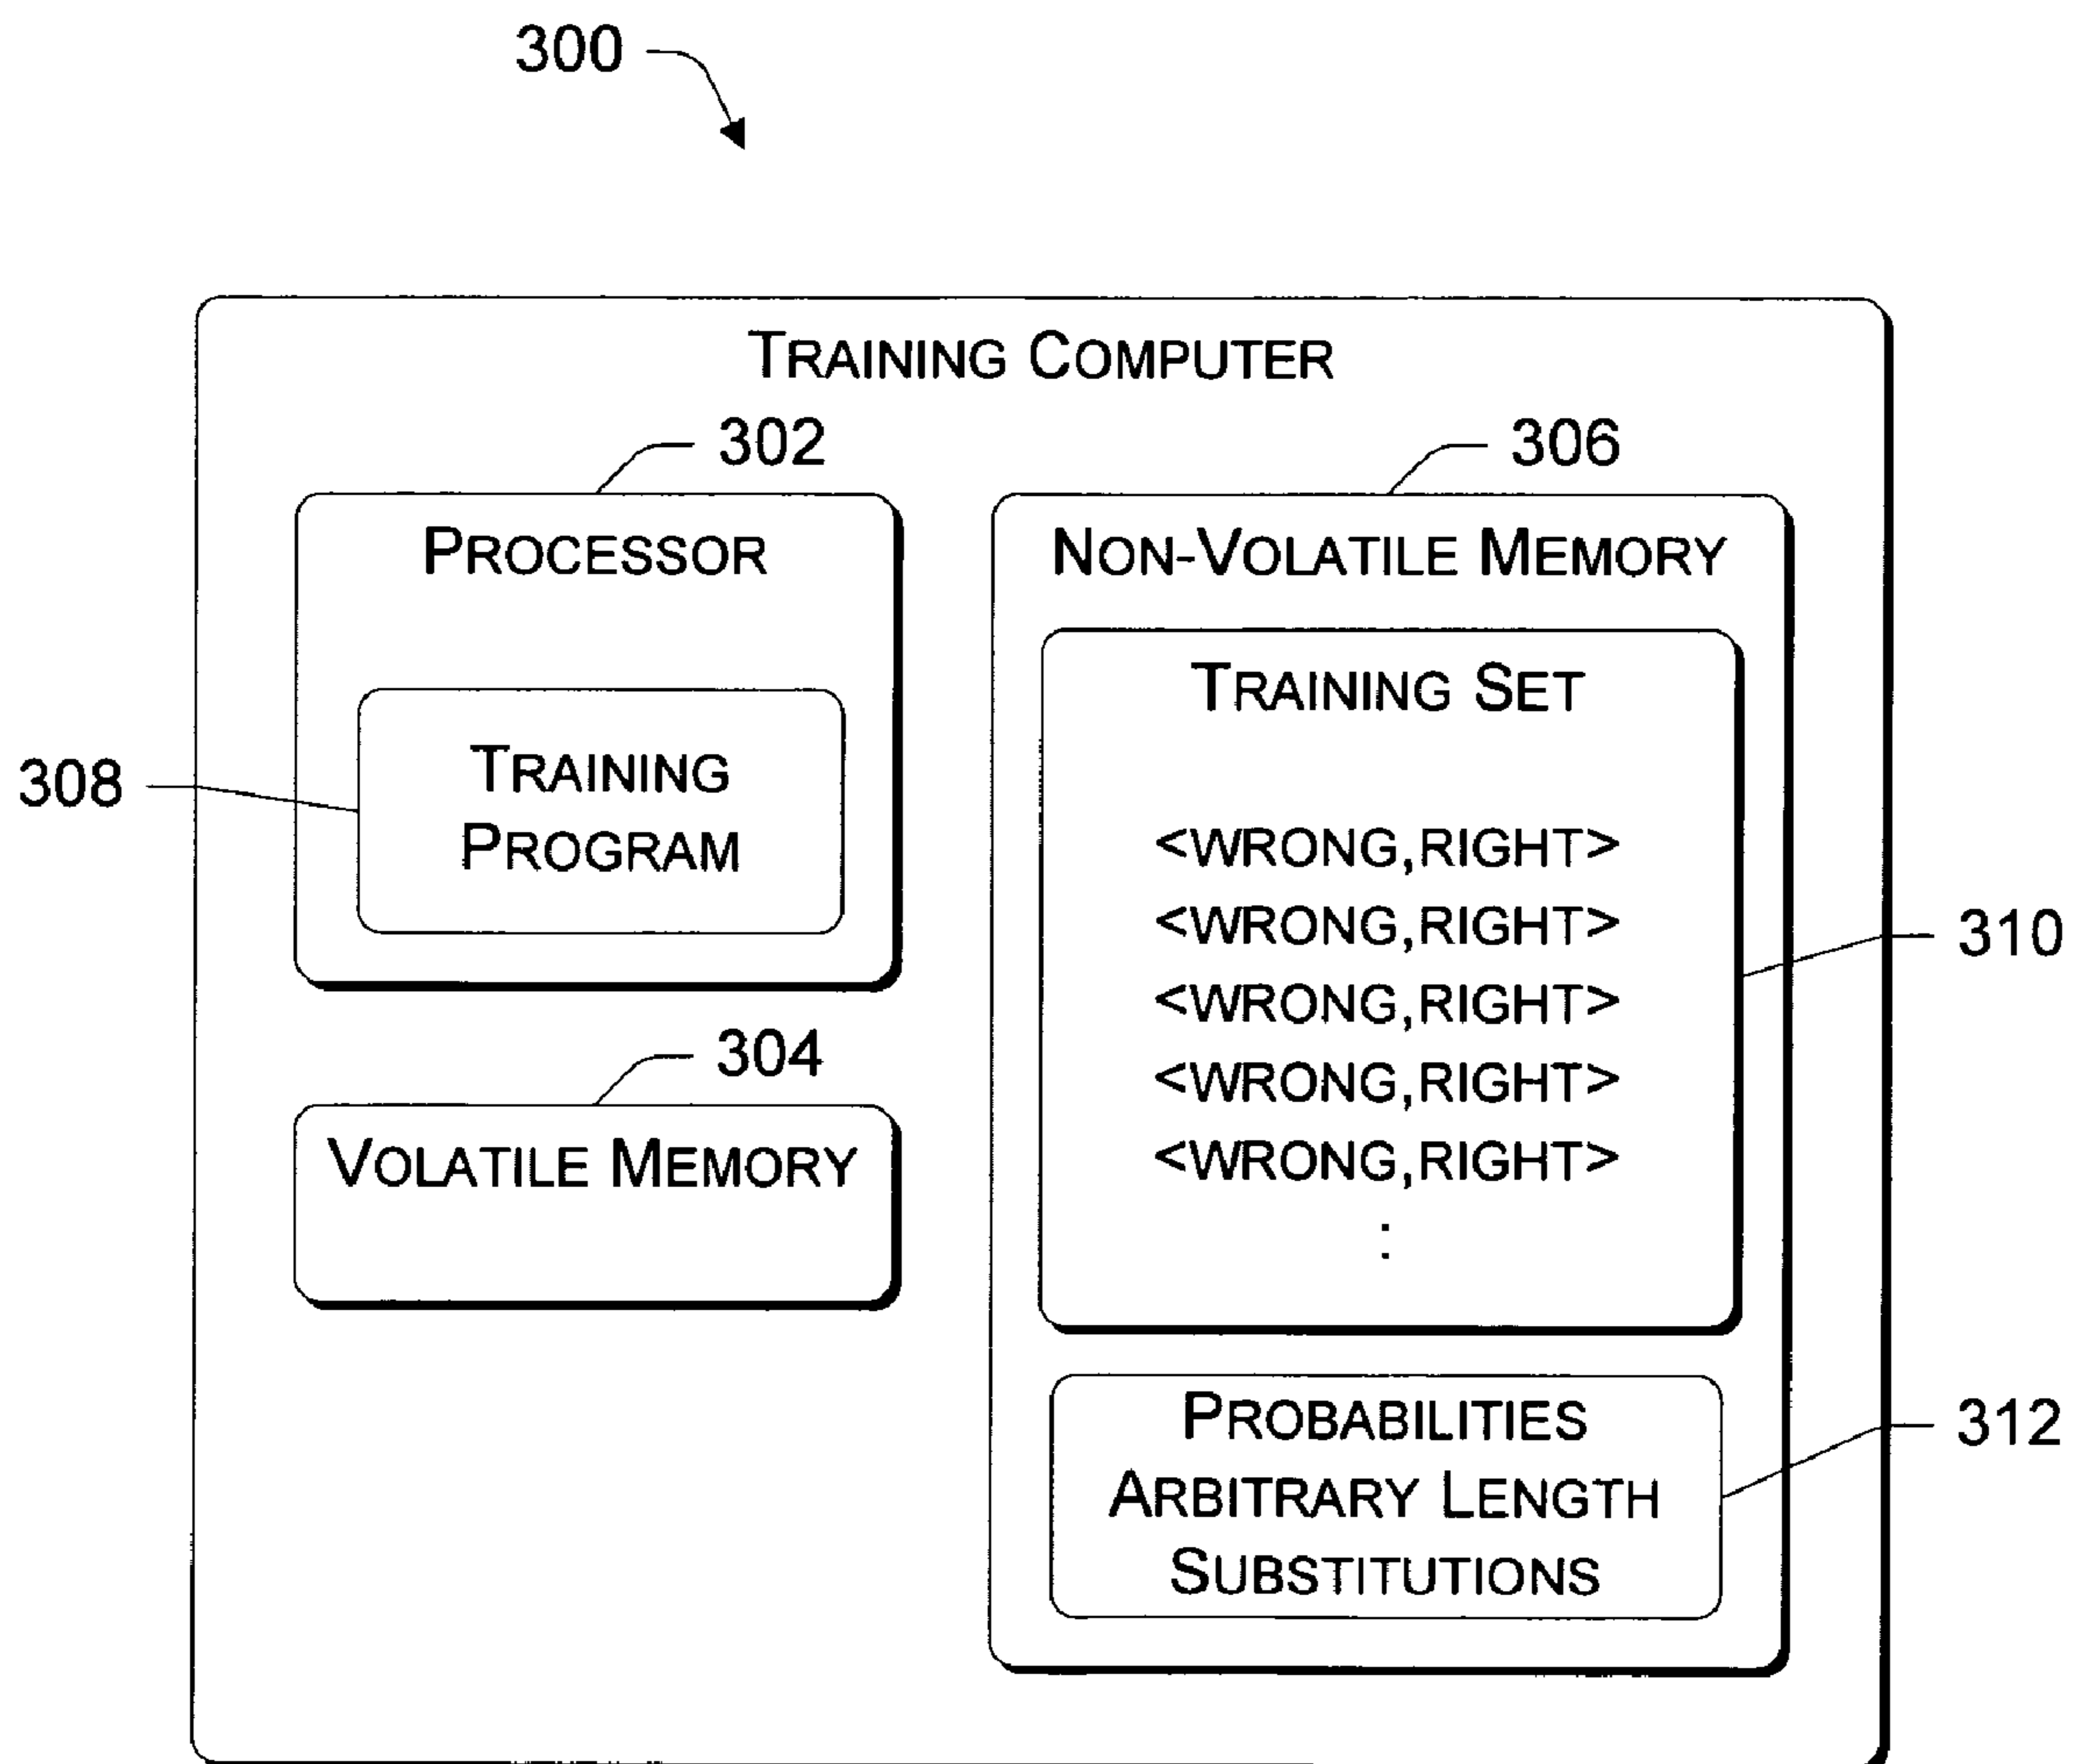 300
TRAINING COMPUTER
302
PROCESSOR
308
TRAINING
PROGRAM
304
VOLATILE MEMORY
306
NON-VOLATILE MEMORY
TRAINING SET
<WRONG,RIGHT>
<WRONG,RIGHT>
<WRONG,RIGHT>
<WRONG,RIGHT>
<WRONG,RIGHT>
:
310
PROBABILITIES
ARBITRARY LENGTH
SUBSTITUTIONS
312